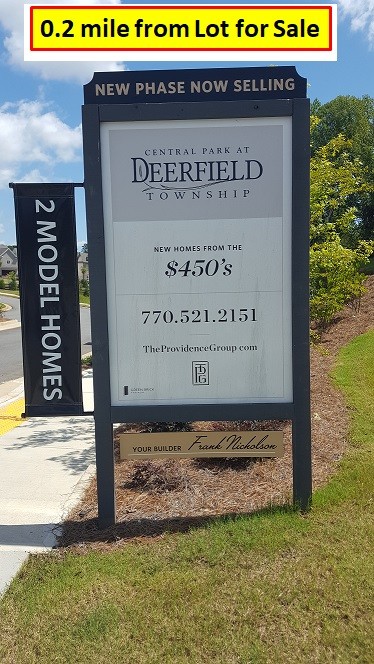 0.2 mile from Lot for Sale
NEW PHASE NOW SELLING
CENTRAL PARK AT
DEERFIELD
TOWNSHIP
2 MODEL HOMES
NEW HOMES FROM THE
$450's
770.521.2151
TheProvidenceGroup.com
YOUR BUILDER Frank Nicholson